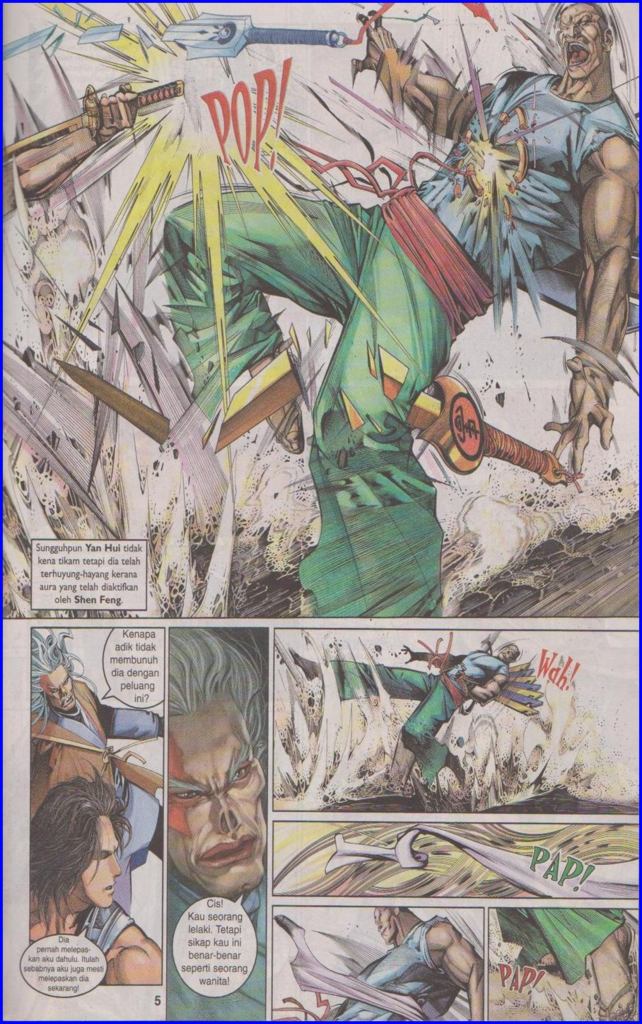 POP!
Sungguhpun Yan Hui tidak
kena tikam tetapi dia telah
terhuyung-hayang kerana
aura yang telah diaktifkan
oleh Shen Feng.
Kenapa
adik tidak
membunuh
dia dengan
peluang
ini?
Dia
pernah melepas-
kan aku dahulu. Itulah
sebabnya aku juga mesti
melepaskan dia
sekarang!
Cis!
Kau seorang
lelaki. Tetapi
sikap kau ini
benar-benar
seperti seorang
wanita!
Wah!
PAP!
PAP!
5